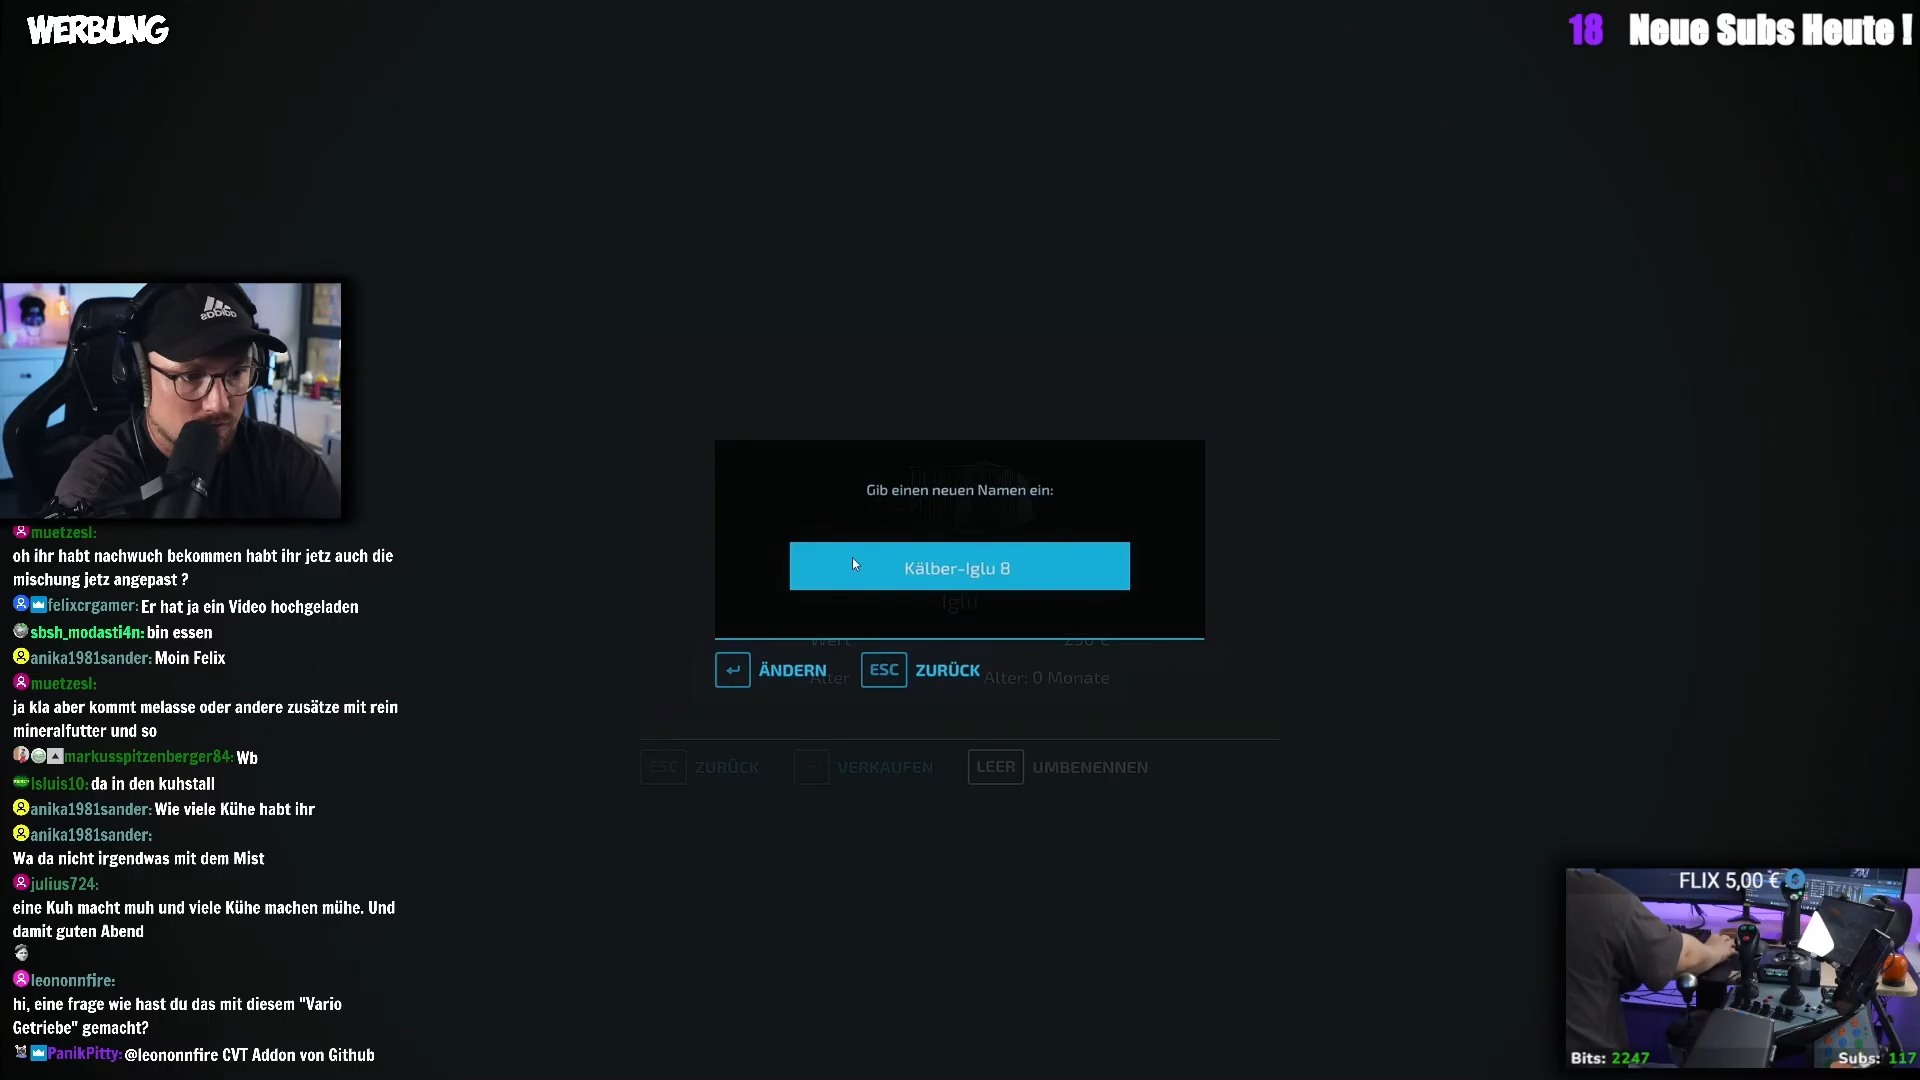 WERBUNG
18 Neue Subs Heute !
adidas
muetzesl:
oh ihr habt nachwuch bekommen habt ihr jetz auch die
mischung jetz angepast ?
felixcrgamer: Er hat ja ein Video hochgeladen
sbsh_modasti4n: bin essen
anika1981sander: Moin Felix
muetzesl:
ja kla aber kommt melasse oder andere zusätze mit rein
mineralfutter und so
markusspitzenberger84: Wb
lsluis10: da in den kuhstall
anika1981sander: Wie viele Kühe habt ihr
anika1981sander:
Wa da nicht irgendwas mit dem Mist
julius724:
eine Kuh macht muh und viele Kühe machen mühe. Und
damit guten Abend
leononnfire:
hi, eine frage wie hast du das mit diesem "Vario
Getriebe" gemacht?
PanikPitty: @leononnfire CVT Addon von Github
Gib einen neuen Namen ein:
Kälber-Iglu 8
Iglu
Wert 250 €
ÄNDERN ESC ZURÜCK
Alter Alter: 0 Monate
ESC ZURÜCK VERKAUFEN LEER UMBENENNEN
FLIX 5,00 €
Bits: 2247 Subs: 117